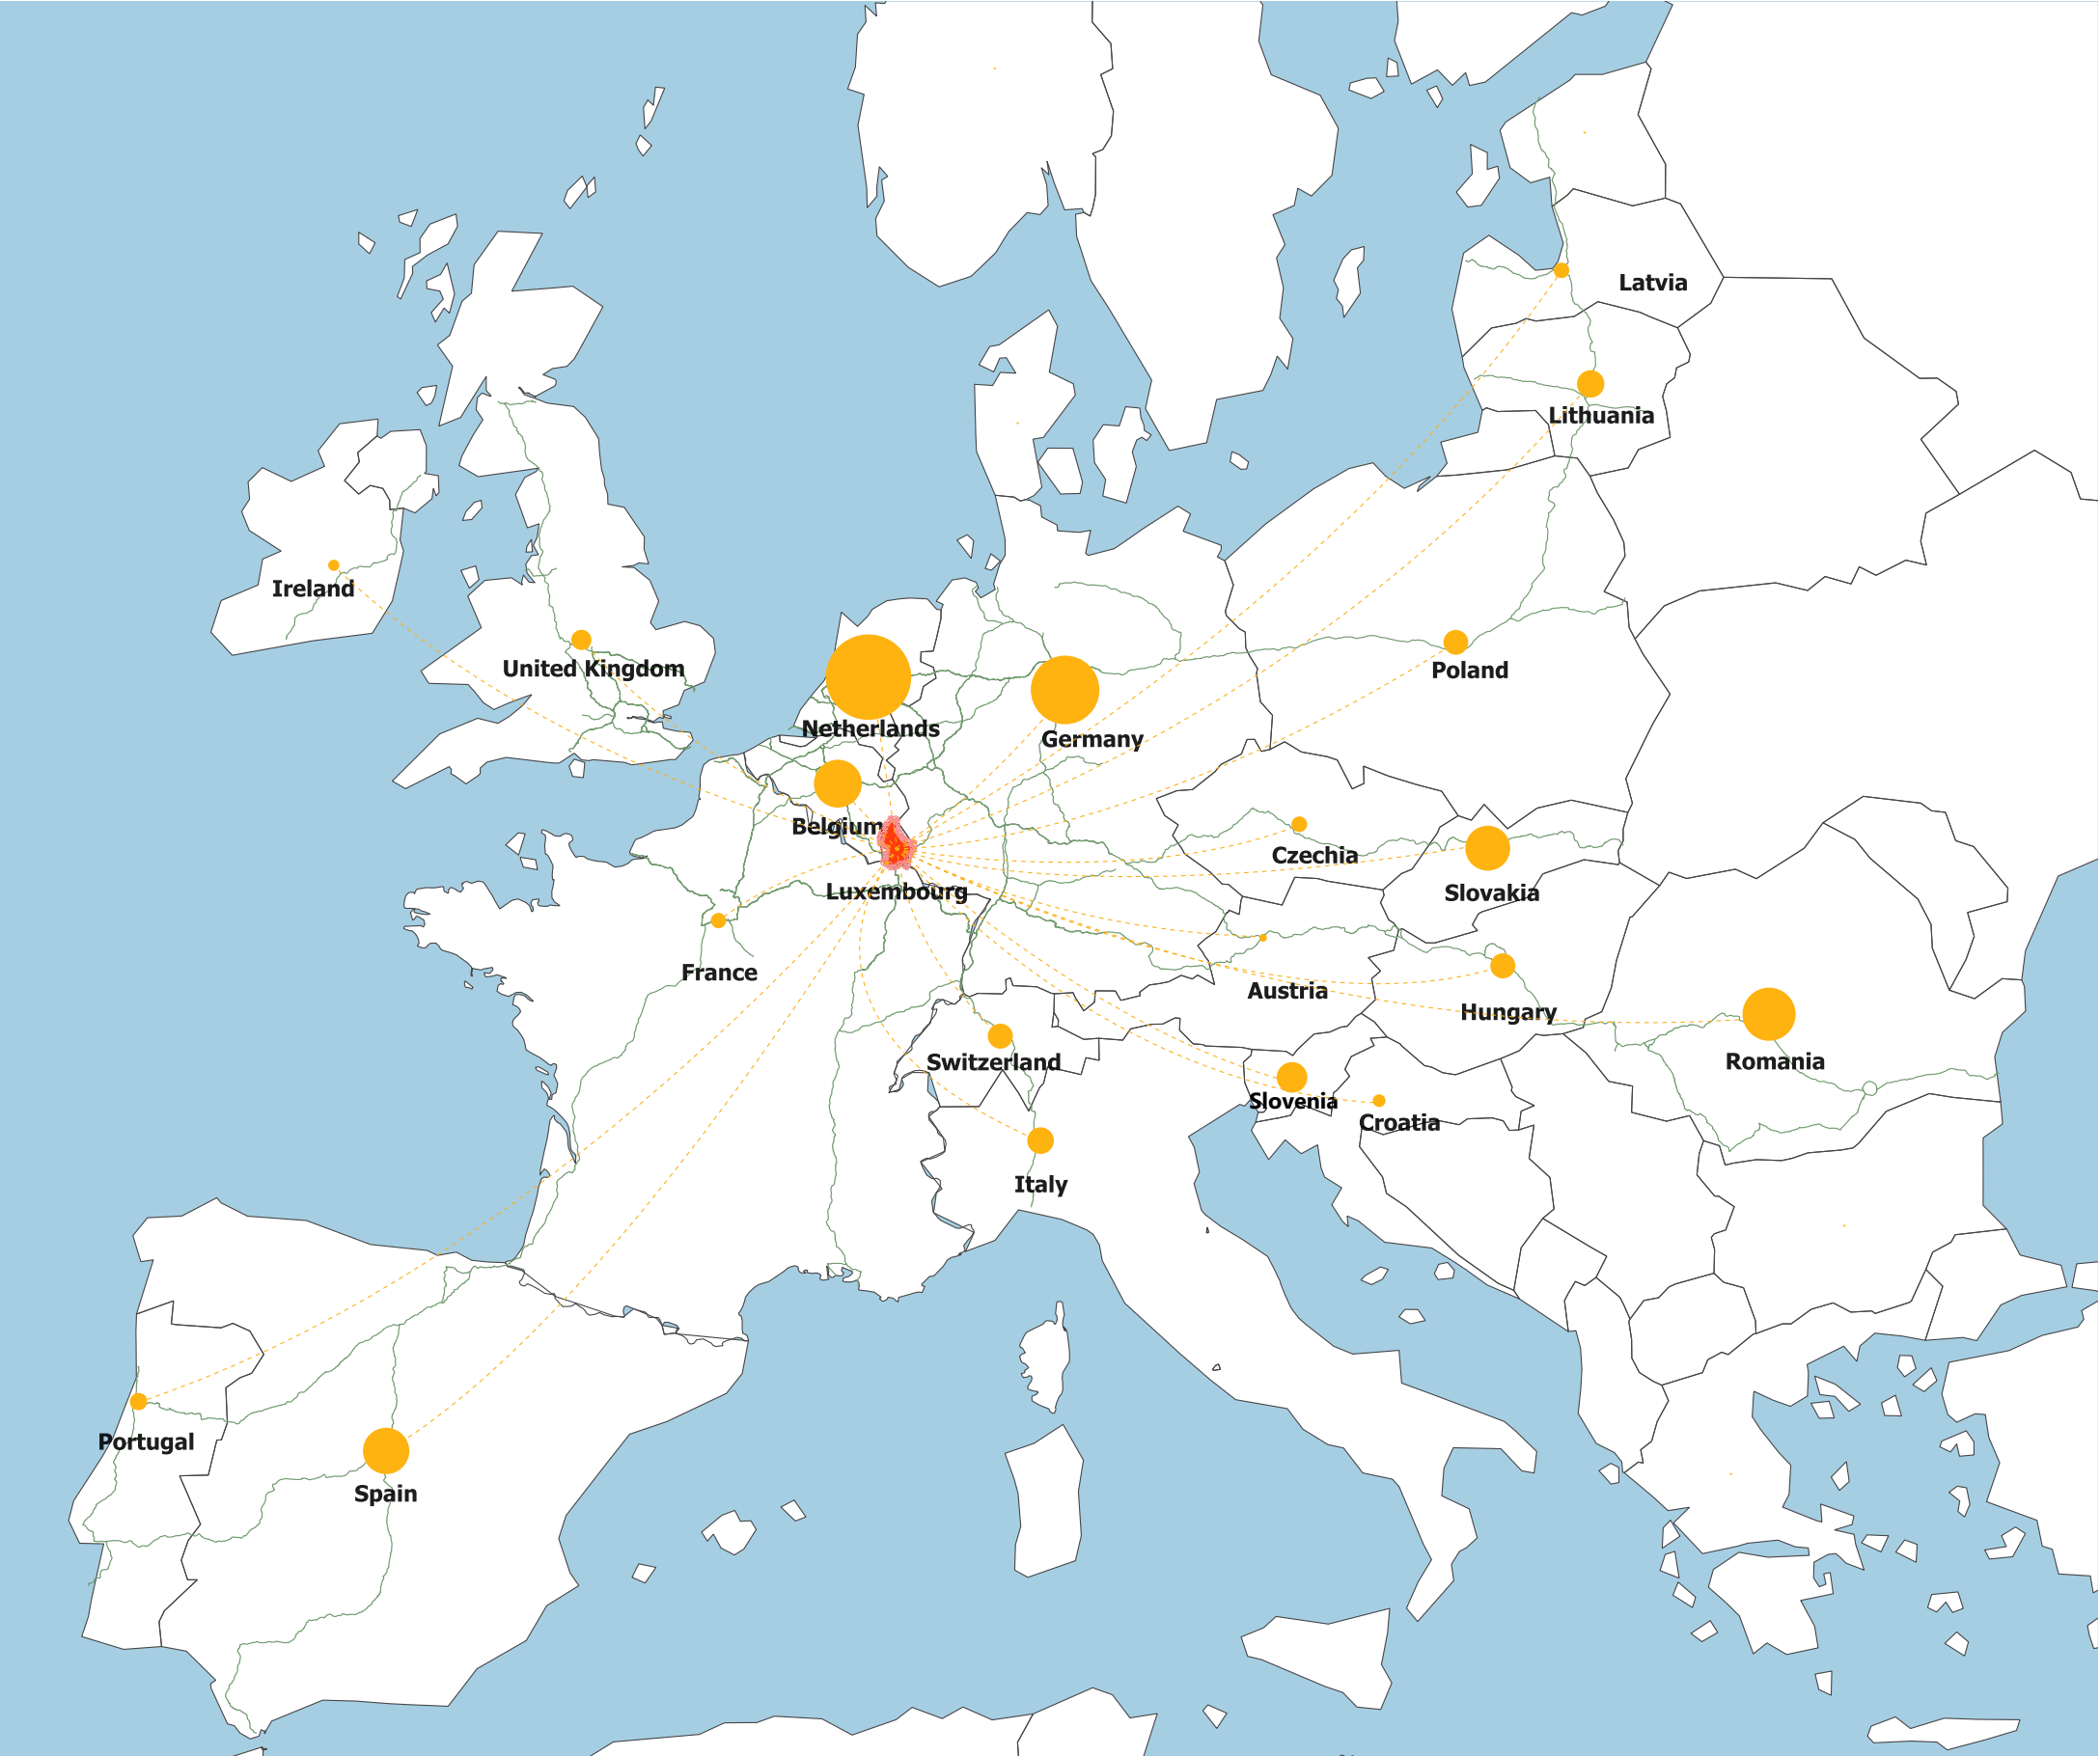 Latvia
Lithuania
Ireland
United Kingdom
Poland
Netherlands
Germany
Belgium
Czechia
Luxembourg
Slovakia
France
Austria
Hungary
Switzerland
Romania
Slovenia
Croatia
Italy
Portugal
Spain